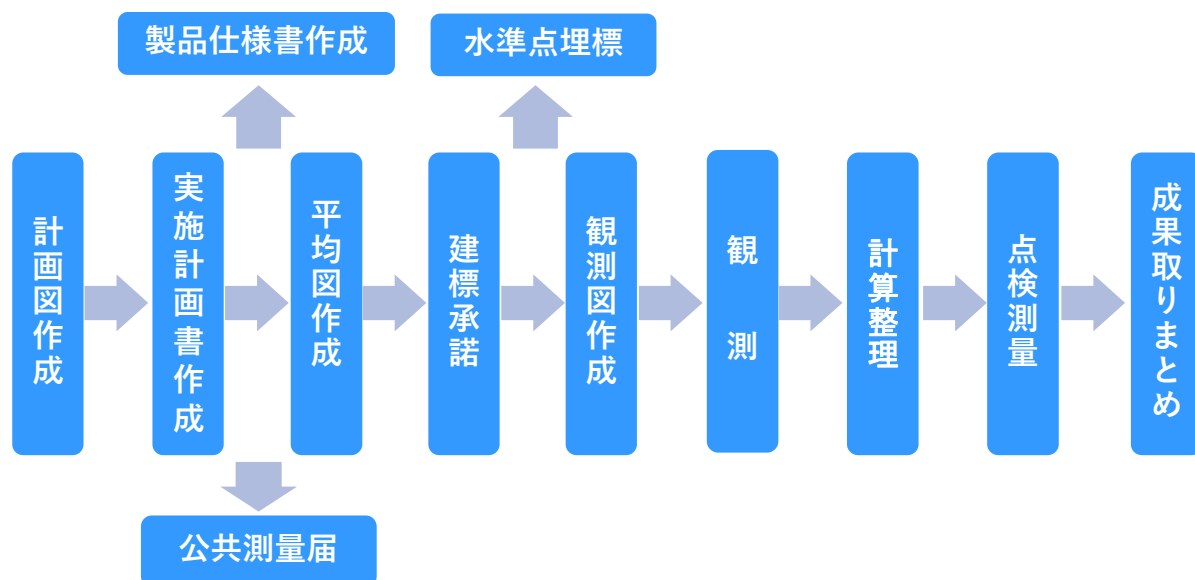 製品仕様書作成
水準点埋標
計画図作成
実施計画書作成
平均図作成
建標承諾
観測図作成
観測
計算整理
点検測量
成果取りまとめ
公共測量届